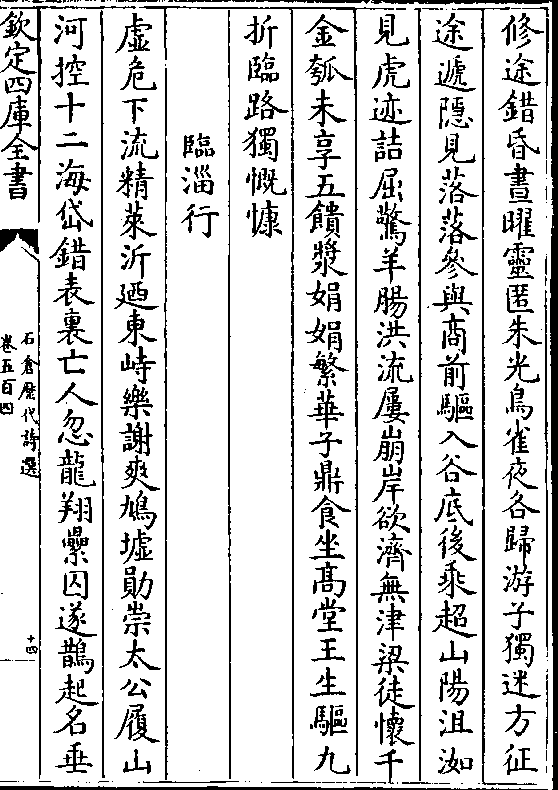 修途錯昏晝曜靈匿朱光鳥雀夜各歸游子獨迷方征
途遞隱見落落參與商前驅入谷底後乘超山陽沮洳
見虎迹詰屈驚羊腸洪流屢崩岸欲濟無津梁徒懷千
金瓠未享五饋漿娟娟繁華子鼎食坐髙堂王生驅九
折臨路獨慨慷
臨淄行
虚危下流精萊沂廼東峙樂謝爽鳩墟勛崇太公履山
河控十二海岱錯表裏亡人忽龍翔纍囚遂鵲起名垂
欽定四庫全書
石倉歷代詩選
卷五百四
十四